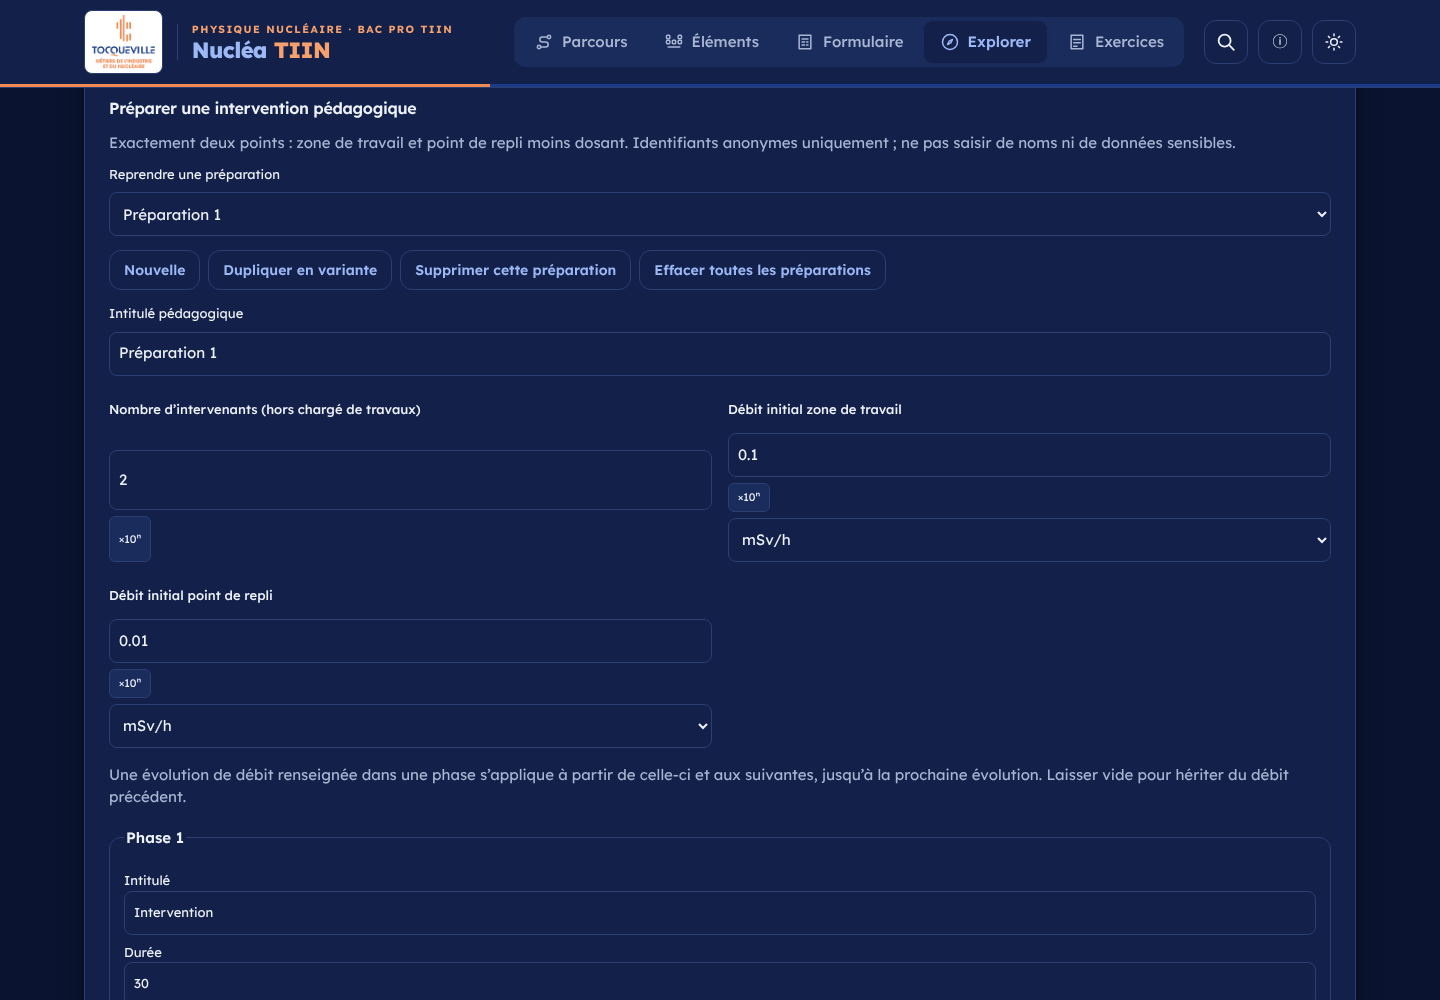 TOCQUEVILLE
MÉTIERS DE L'INDUSTRIE
ET DU NUCLÉAIRE
PHYSIQUE NUCLÉAIRE · BAC PRO TIIN
Nucléa TIIN
Parcours
Éléments
Formulaire
Explorer
Exercices
Préparer une intervention pédagogique
Exactement deux points : zone de travail et point de repli moins dosant. Identifiants anonymes uniquement ; ne pas saisir de noms ni de données sensibles.
Reprendre une préparation
Préparation 1
Nouvelle
Dupliquer en variante
Supprimer cette préparation
Effacer toutes les préparations
Intitulé pédagogique
Préparation 1
Nombre d’intervenants (hors chargé de travaux)
2
×10ⁿ
Débit initial zone de travail
0.1
×10ⁿ
mSv/h
Débit initial point de repli
0.01
×10ⁿ
mSv/h
Une évolution de débit renseignée dans une phase s’applique à partir de celle-ci et aux suivantes, jusqu’à la prochaine évolution. Laisser vide pour hériter du débit
précédent.
Phase 1
Intitulé
Intervention
Durée
30